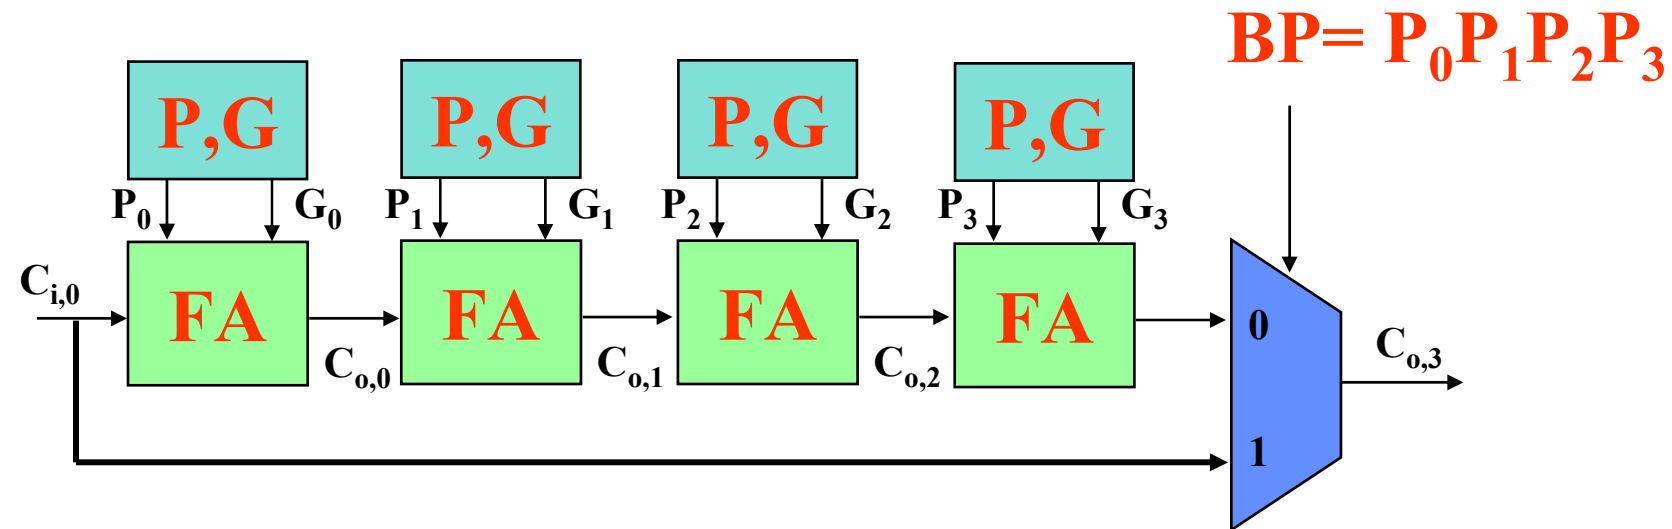 BP= P₀P₁P₂P₃
P,G P,G P,G P,G
P₀ G₀ P₁ G₁ P₂ G₂ P₃ G₃
Cᵢ,₀ FA FA FA FA 0
Cₒ,₀ Cₒ,₁ Cₒ,₂ Cₒ,₃
1